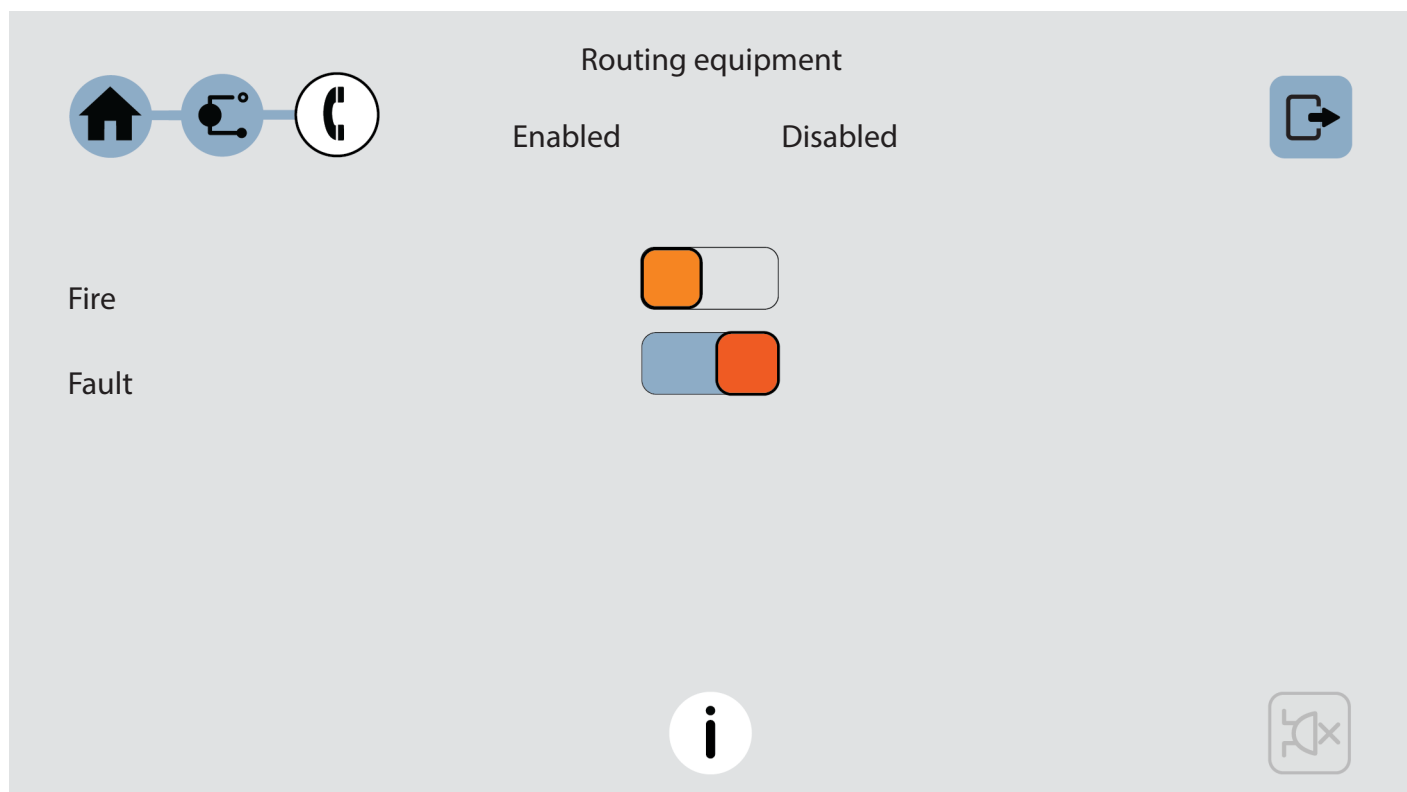 Routing equipment
Enabled Disabled
Fire
Fault
i